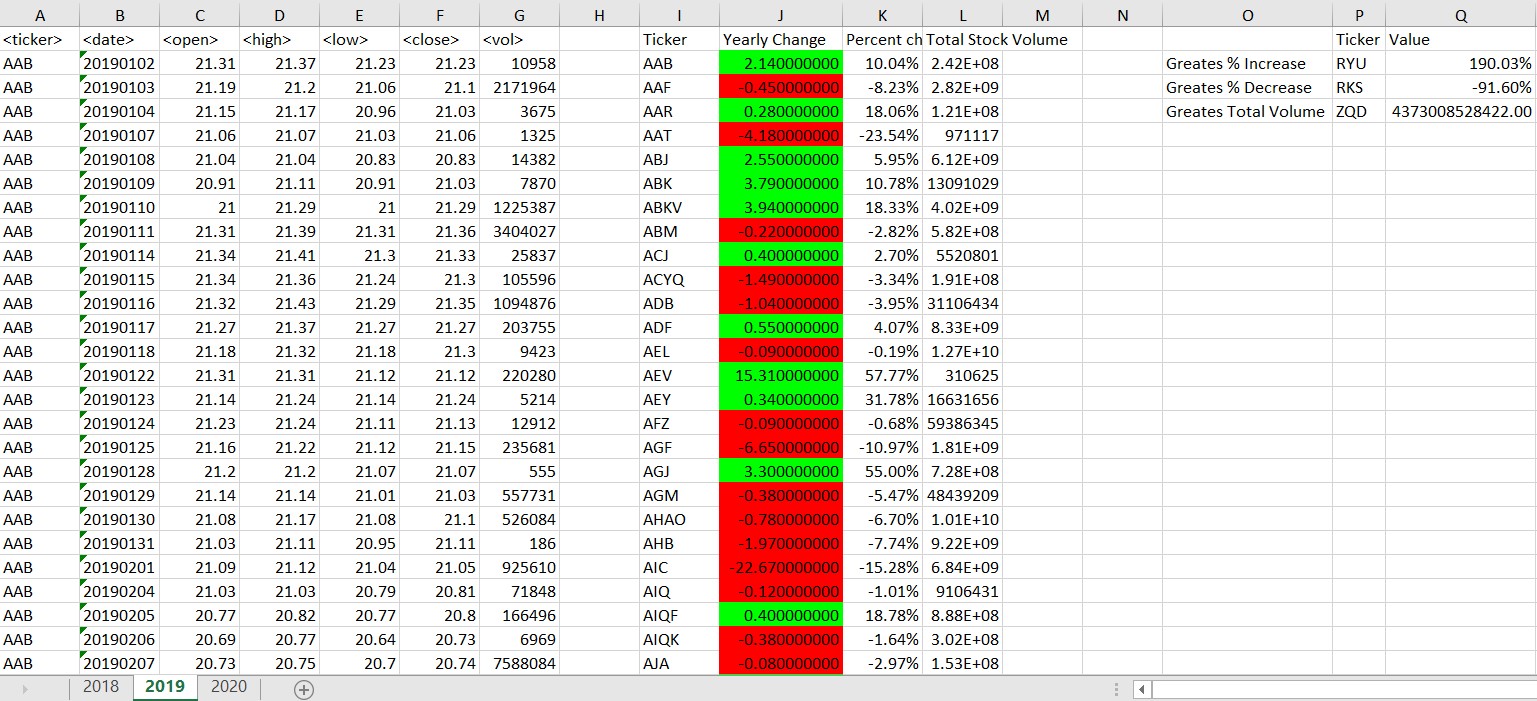 A B C D E F G H I J K L M N O P Q
<ticker> <date> <open> <high> <low> <close> <vol> Ticker Yearly Change Percent ch Total Stock Volume Ticker Value
AAB 20190102 21.31 21.37 21.23 21.23 10958 AAB 2.140000000 10.04% 2.42E+08 Greates % Increase RYU 190.03%
AAB 20190103 21.19 21.2 21.06 21.1 2171964 AAF -0.450000000 -8.23% 2.82E+09 Greates % Decrease RKS -91.60%
AAB 20190104 21.15 21.17 20.96 21.03 3675 AAR 0.280000000 18.06% 1.21E+08 Greates Total Volume ZQD 4373008528422.00
AAB 20190107 21.06 21.07 21.03 21.06 1325 AAT -4.180000000 -23.54% 971117
AAB 20190108 21.04 21.04 20.83 20.83 14382 ABJ 2.550000000 5.95% 6.12E+09
AAB 20190109 20.91 21.11 20.91 21.03 7870 ABK 3.790000000 10.78% 13091029
AAB 20190110 21 21.29 21 21.29 1225387 ABKV 3.940000000 18.33% 4.02E+09
AAB 20190111 21.31 21.39 21.31 21.36 3404027 ABM -0.220000000 -2.82% 5.82E+08
AAB 20190114 21.34 21.41 21.3 21.33 25837 ACJ 0.400000000 2.70% 5520801
AAB 20190115 21.34 21.36 21.24 21.3 105596 ACYQ -1.490000000 -3.34% 1.91E+08
AAB 20190116 21.32 21.43 21.29 21.35 1094876 ADB -1.040000000 -3.95% 31106434
AAB 20190117 21.27 21.37 21.27 21.27 203755 ADF 0.550000000 4.07% 8.33E+09
AAB 20190118 21.18 21.32 21.18 21.3 9423 AEL -0.090000000 -0.19% 1.27E+10
AAB 20190122 21.31 21.31 21.12 21.12 220280 AEV 15.310000000 57.77% 310625
AAB 20190123 21.14 21.24 21.14 21.24 5214 AEY 0.340000000 31.78% 16631656
AAB 20190124 21.23 21.24 21.11 21.13 12912 AFZ -0.090000000 -0.68% 59386345
AAB 20190125 21.16 21.22 21.12 21.15 235681 AGF -6.650000000 -10.97% 1.81E+09
AAB 20190128 21.2 21.2 21.07 21.07 555 AGJ 3.300000000 55.00% 7.28E+08
AAB 20190129 21.14 21.14 21.01 21.03 557731 AGM -0.380000000 -5.47% 48439209
AAB 20190130 21.08 21.17 21.08 21.1 526084 AHAO -0.780000000 -6.70% 1.01E+10
AAB 20190131 21.03 21.11 20.95 21.11 186 AHB -1.970000000 -7.74% 9.22E+09
AAB 20190201 21.09 21.12 21.04 21.05 925610 AIC -22.670000000 -15.28% 6.84E+09
AAB 20190204 21.03 21.03 20.79 20.81 71848 AIQ -0.120000000 -1.01% 9106431
AAB 20190205 20.77 20.82 20.77 20.8 166496 AIQF 0.400000000 18.78% 8.88E+08
AAB 20190206 20.69 20.77 20.64 20.73 6969 AIQK -0.380000000 -1.64% 3.02E+08
AAB 20190207 20.73 20.75 20.7 20.74 7588084 AJA -0.080000000 -2.97% 1.53E+08
2018 2019 2020